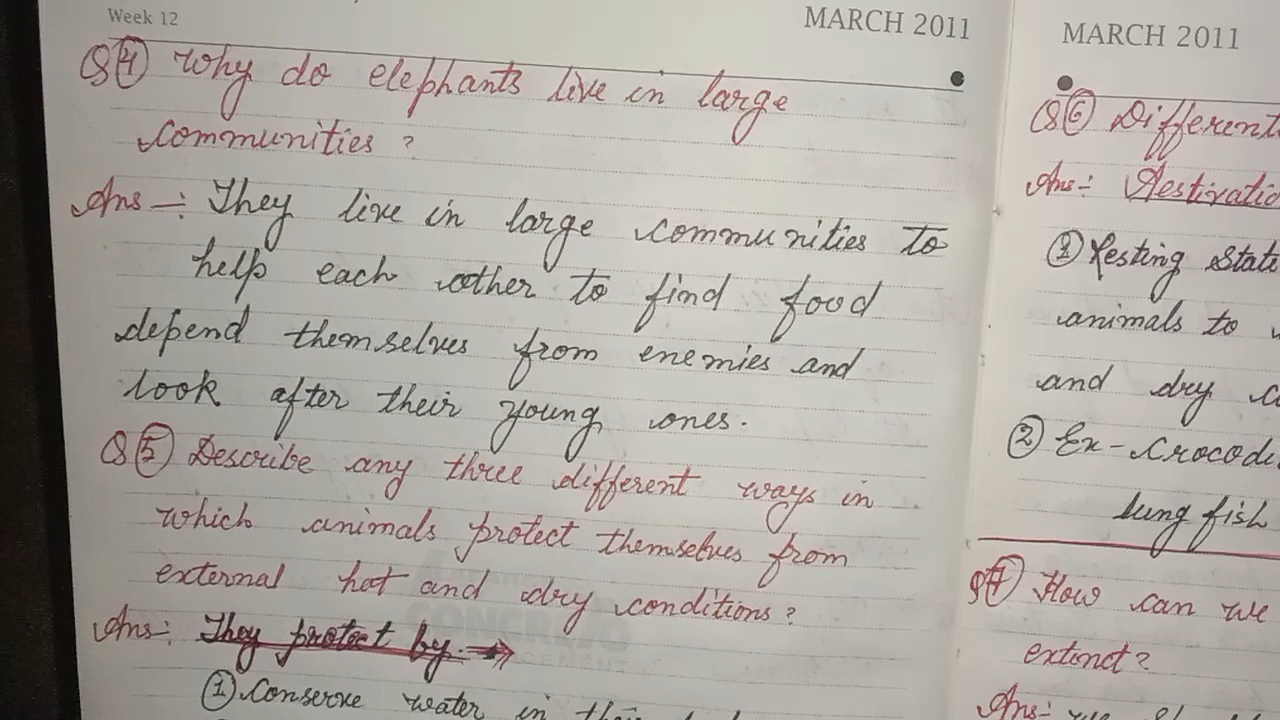 Week 12
MARCH 2011
Q④ Why do elephants live in large
communities?
Ans -: They live in large communities to
help each other to find food
depend themselves from enemies and
look after their young ones.
Q⑤ Describe any three different ways in
which animals protect themselves from
external hot and dry conditions?
Ans-: They protect by →
① Conserve water in their
MARCH 2011
Q⑥ Different
Ans-: Aestivatio
① Resting State
animals to
and dry
② Ex- Crocodi
lung fish
Q⑦ How can we
extinct?
Ans-: We